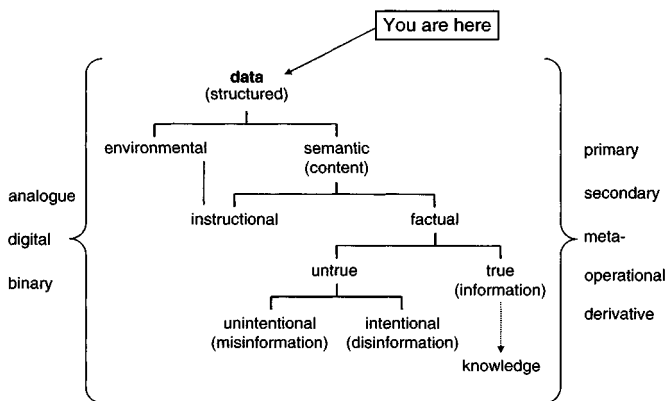 You are here
data
(structured)
environmental
semantic
(content)
primary
analogue
secondary
instructional
factual
digital
meta-
untrue
true
(information)
operational
binary
derivative
unintentional
(misinformation)
intentional
(disinformation)
knowledge